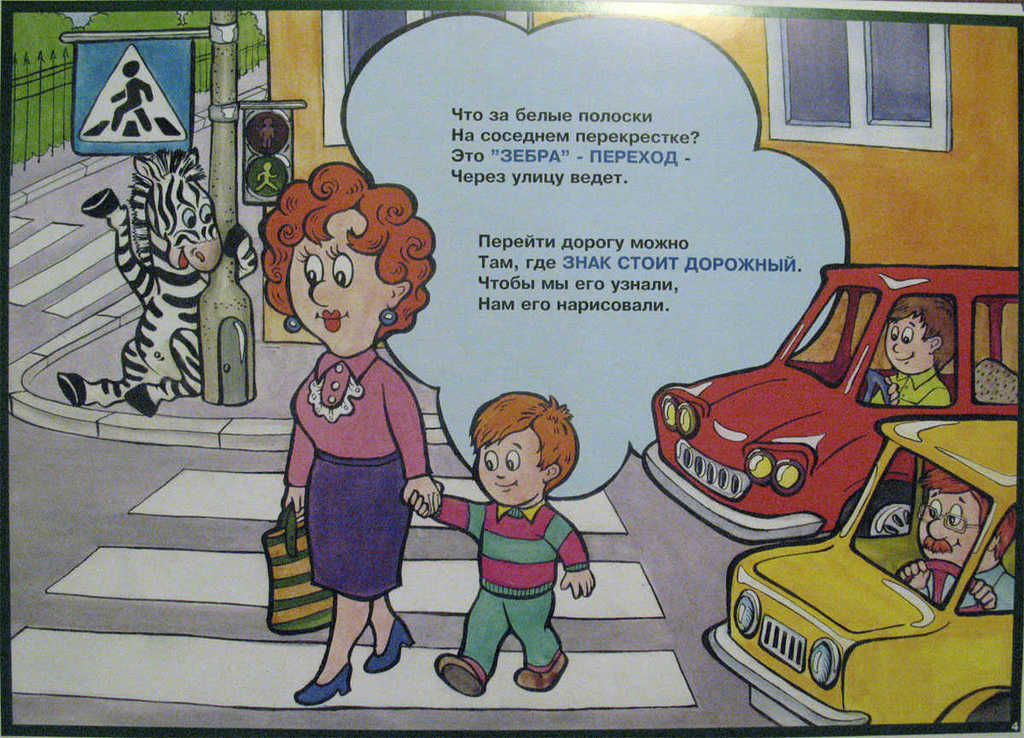 Что за белые полоски
На соседнем перекрестке?
Это "ЗЕБРА" - ПЕРЕХОД -
Через улицу ведет.
Перейти дорогу можно
Там, где ЗНАК СТОИТ ДОРОЖНЫЙ.
Чтобы мы его узнали,
Нам его нарисовали.
4